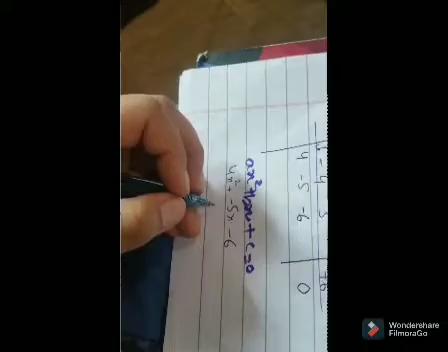 4 -5 -6 0
ax²+bx+c=0
4x² -5x -6
Wondershare
FilmoraGo